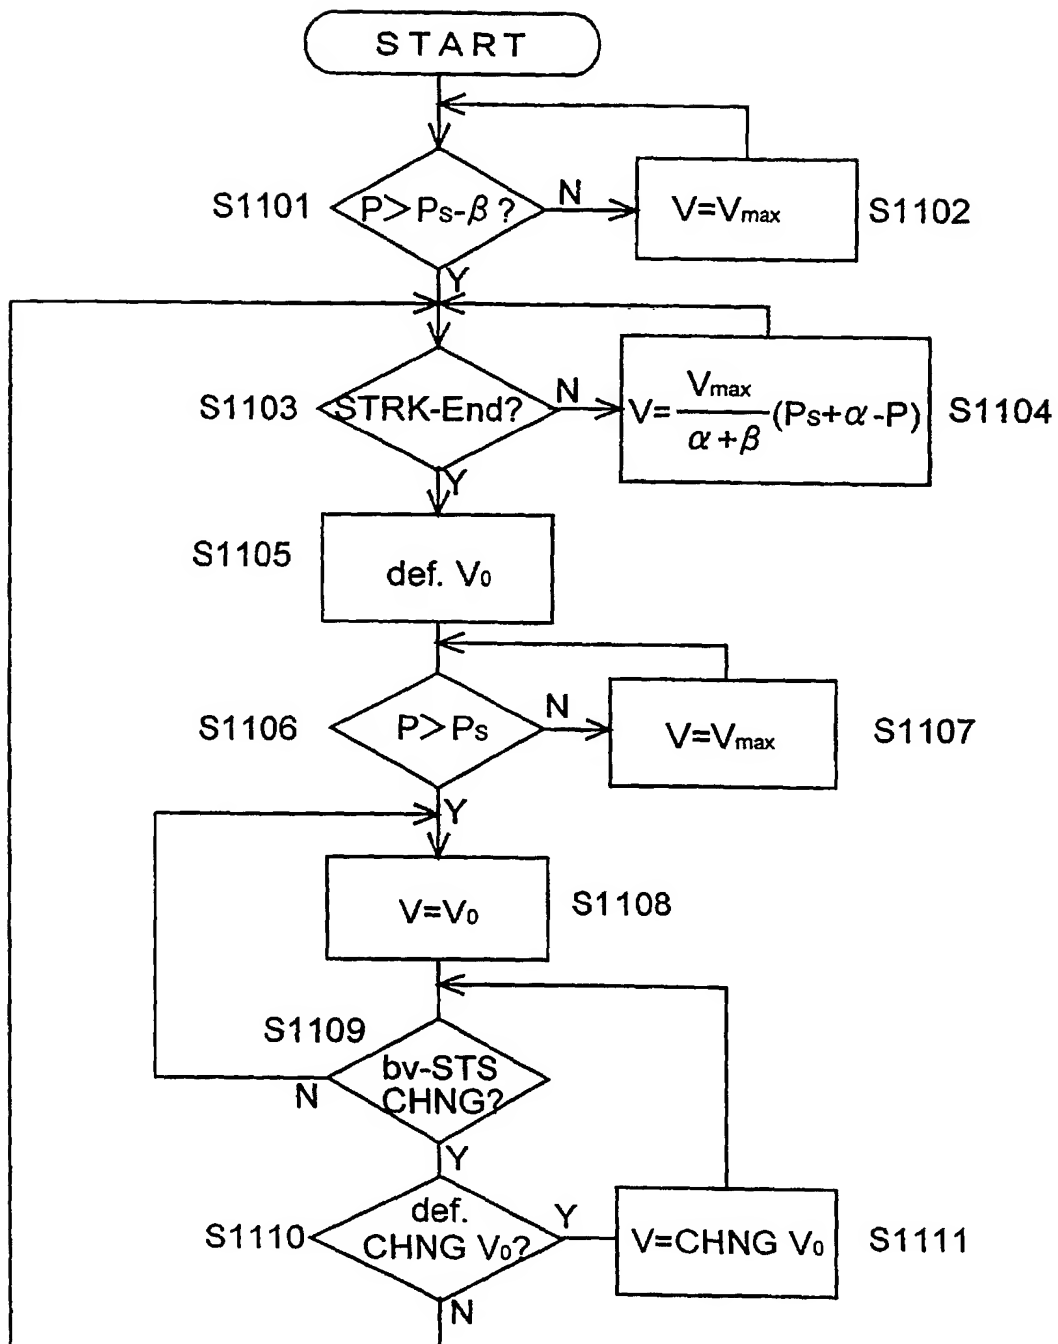 START
S1101
P>Ps-β?
N
V=Vmax
S1102
Y
S1103
STRK-End?
N
V=Vmax/α+β(Ps+α-P)
S1104
Y
S1105
def. V0
S1106
P>Ps
N
V=Vmax
S1107
Y
V=V0
S1108
S1109
bv-STS
CHNG?
N
Y
S1110
def.
CHNG V0?
Y
V=CHNG V0
S1111
N